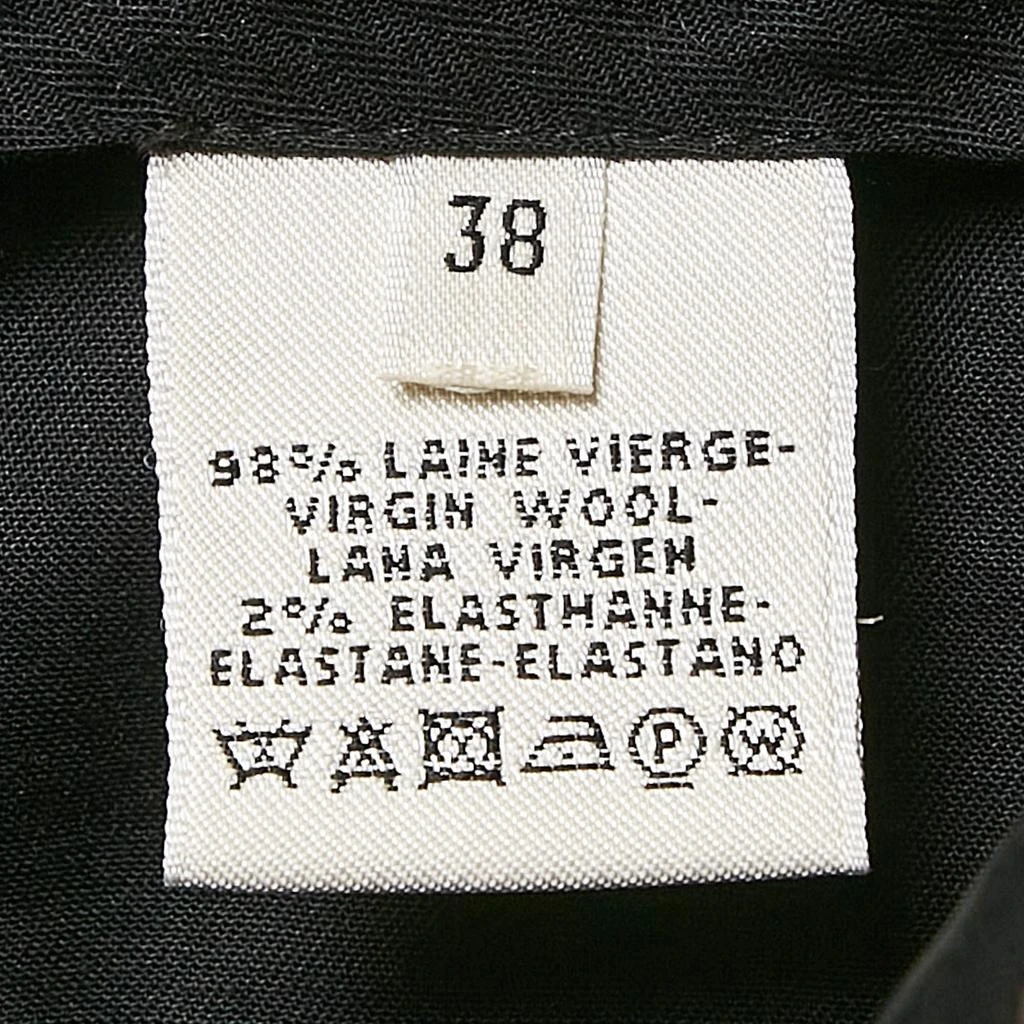 38
98% LAINE VIERGE-
VIRGIN WOOL-
LANA VIRGEN
2% ELASTHANNE-
ELASTANE-ELASTANO
P W